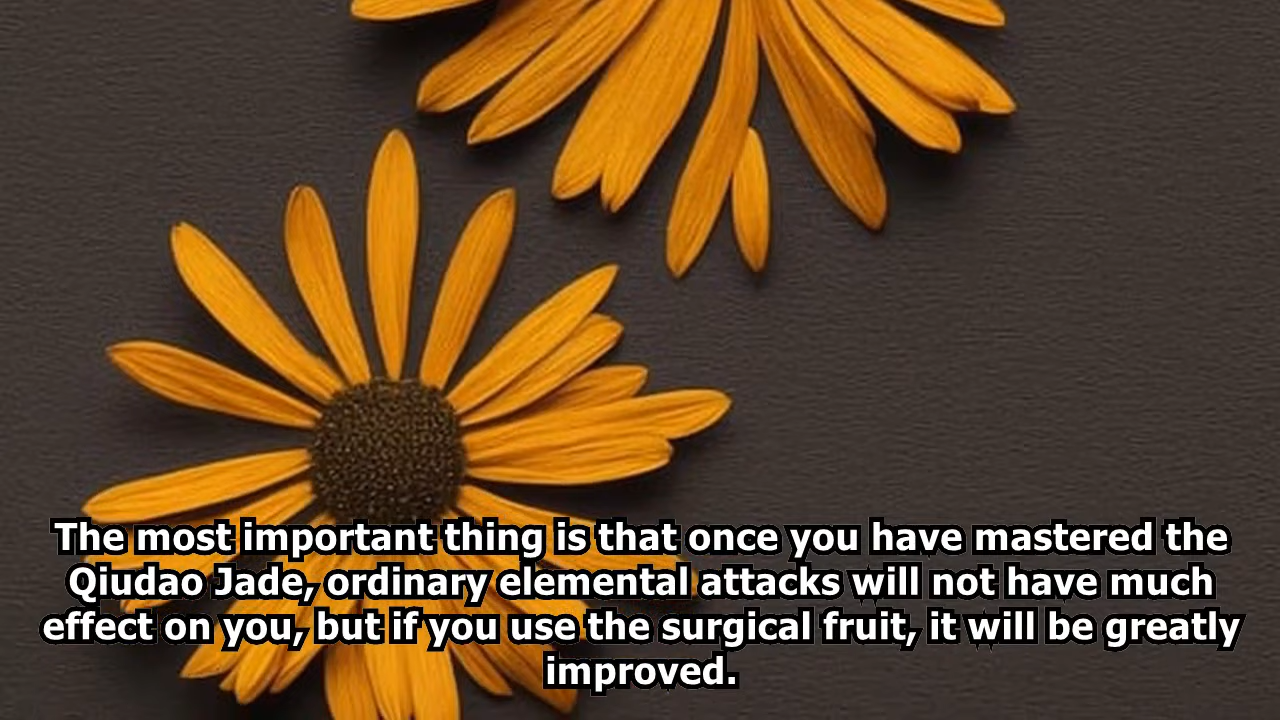 The most important thing is that once you have mastered the
Qiudao Jade, ordinary elemental attacks will not have much
effect on you, but if you use the surgical fruit, it will be greatly
improved.